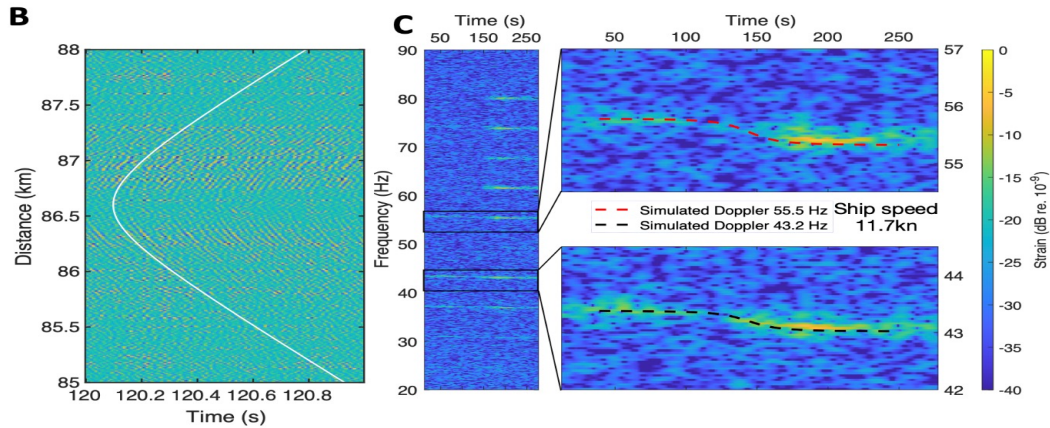 B
88
87.5
87
86.5
86
85.5
85
Distance (km)
120 120.2 120.4 120.6 120.8
Time (s)
C
Time (s)
50 150 250
90
80
70
60
50
40
30
20
Frequency (Hz)
Time (s)
50 100 150 200 250
57
56
55
Simulated Doppler 55.5 Hz
Simulated Doppler 43.2 Hz
Ship speed
11.7kn
44
43
42
0
-5
-10
-15
-20
-25
-30
-35
-40
Strain (dB re. 10⁻⁹)